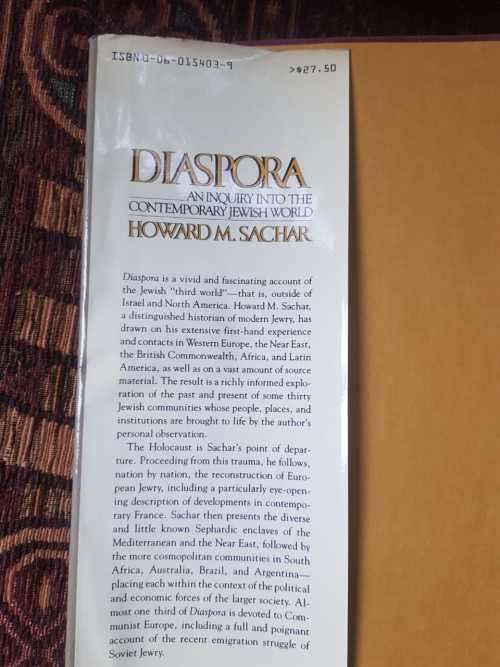 ISBN 0-06-015403-9
>$27.50
DIASPORA
AN INQUIRY INTO THE
CONTEMPORARY JEWISH WORLD
HOWARD M. SACHAR
Diaspora is a vivid and fascinating account of
the Jewish "third world"—that is, outside of
Israel and North America. Howard M. Sachar,
a distinguished historian of modern Jewry, has
drawn on his extensive first-hand experience
and contacts in Western Europe, the Near East,
the British Commonwealth, Africa, and Latin
America, as well as on a vast amount of source
material. The result is a richly informed explo-
ration of the past and present of some thirty
Jewish communities whose people, places, and
institutions are brought to life by the author's
personal observation.
The Holocaust is Sachar's point of depar-
ture. Proceeding from this trauma, he follows,
nation by nation, the reconstruction of Euro-
pean Jewry, including a particularly eye-open-
ing description of developments in contempo-
rary France. Sachar then presents the diverse
and little known Sephardic enclaves of the
Mediterranean and the Near East, followed by
the more cosmopolitan communities in South
Africa, Australia, Brazil, and Argentina—
placing each within the context of the political
and economic forces of the larger society. Al-
most one third of Diaspora is devoted to Com-
munist Europe, including a full and poignant
account of the recent emigration struggle of
Soviet Jewry.